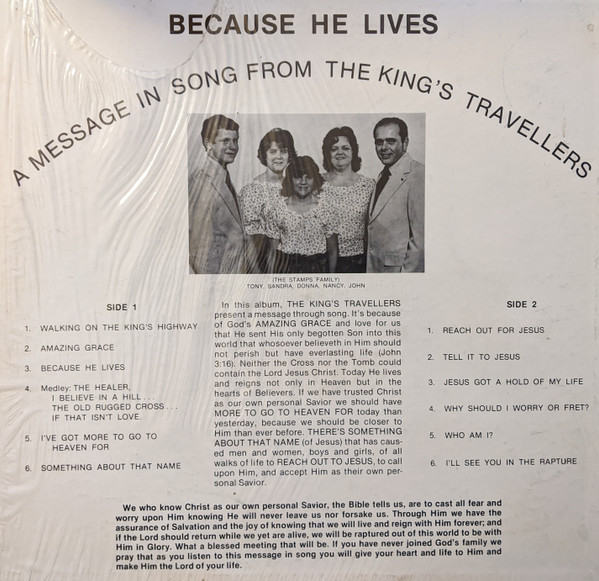 BECAUSE HE LIVES
A MESSAGE IN SONG FROM THE KING'S TRAVELLERS
(THE STAMPS FAMILY)
TONY, SANDRA, DONNA, NANCY, JOHN
SIDE 1
1. WALKING ON THE KING'S HIGHWAY
2. AMAZING GRACE
3. BECAUSE HE LIVES
4. Medley: THE HEALER,
I BELIEVE IN A HILL . . .
THE OLD RUGGED CROSS . . .
IF THAT ISN'T LOVE.
5. I'VE GOT MORE TO GO TO
HEAVEN FOR
6. SOMETHING ABOUT THAT NAME
In this album, THE KING'S TRAVELLERS
present a message through song. It's because
of God's AMAZING GRACE and love for us
that He sent His only begotten Son into this
world that whosoever believeth in Him should
not perish but have everlasting life (John
3:16). Neither the Cross nor the Tomb could
contain the Lord Jesus Christ. Today He lives
and reigns not only in Heaven but in the
hearts of Believers. If we have trusted Christ
as our own personal Savior we should have
MORE TO GO TO HEAVEN FOR today than
yesterday, because we should be closer to
Him than ever before. THERE'S SOMETHING
ABOUT THAT NAME (of Jesus) that has caus-
ed men and women, boys and girls, of all
walks of life to REACH OUT TO JESUS, to call
upon Him, and accept Him as their own per-
sonal Savior.
SIDE 2
1. REACH OUT FOR JESUS
2. TELL IT TO JESUS
3. JESUS GOT A HOLD OF MY LIFE
4. WHY SHOULD I WORRY OR FRET?
5. WHO AM I?
6. I'LL SEE YOU IN THE RAPTURE
We who know Christ as our own personal Savior, the Bible tells us, are to cast all fear and
worry upon Him knowing He will never leave us nor forsake us. Through Him we have the
assurance of Salvation and the joy of knowing that we will live and reign with Him forever; and
if the Lord should return while we yet are alive, we will be raptured out of this world to be with
Him in Glory. What a blessed meeting that will be. If you have never joined God's family we
pray that as you listen to this message in song you will give your heart and life to Him and
make Him the Lord of your life.